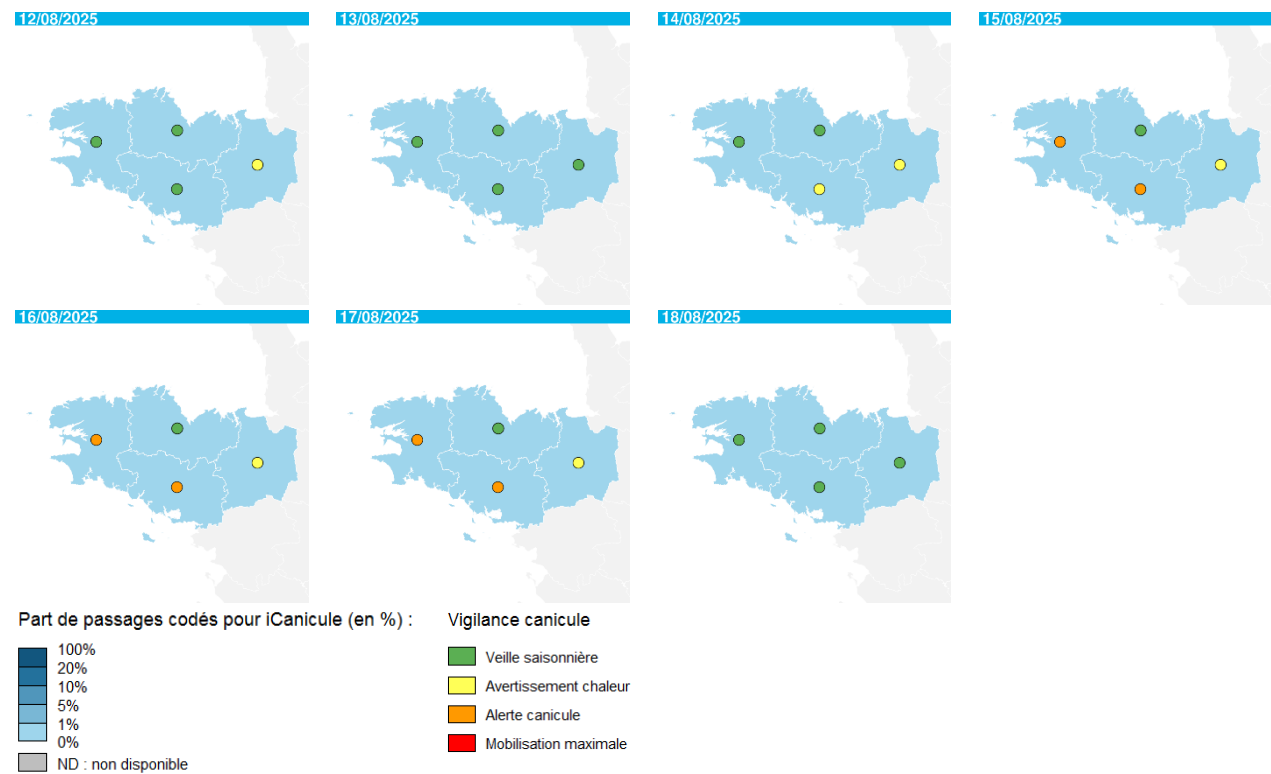 12/08/2025
13/08/2025
14/08/2025
15/08/2025
16/08/2025
17/08/2025
18/08/2025
Part de passages codés pour iCanicule (en %) :
100%
20%
10%
5%
1%
0%
ND : non disponible
Vigilance canicule
Veille saisonnière
Avertissement chaleur
Alerte canicule
Mobilisation maximale